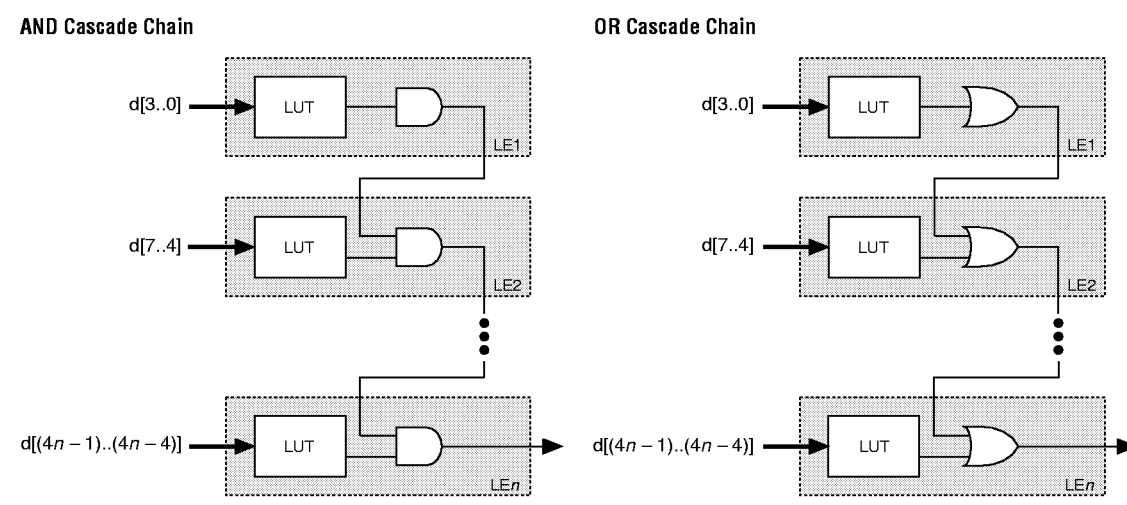 AND Cascade Chain
d[3..0]
LUT
LE1
d[7..4]
LUT
LE2
d[(4n – 1)..(4n – 4)]
LUT
LEn
OR Cascade Chain
d[3..0]
LUT
LE1
d[7..4]
LUT
LE2
d[(4n – 1)..(4n – 4)]
LUT
LEn